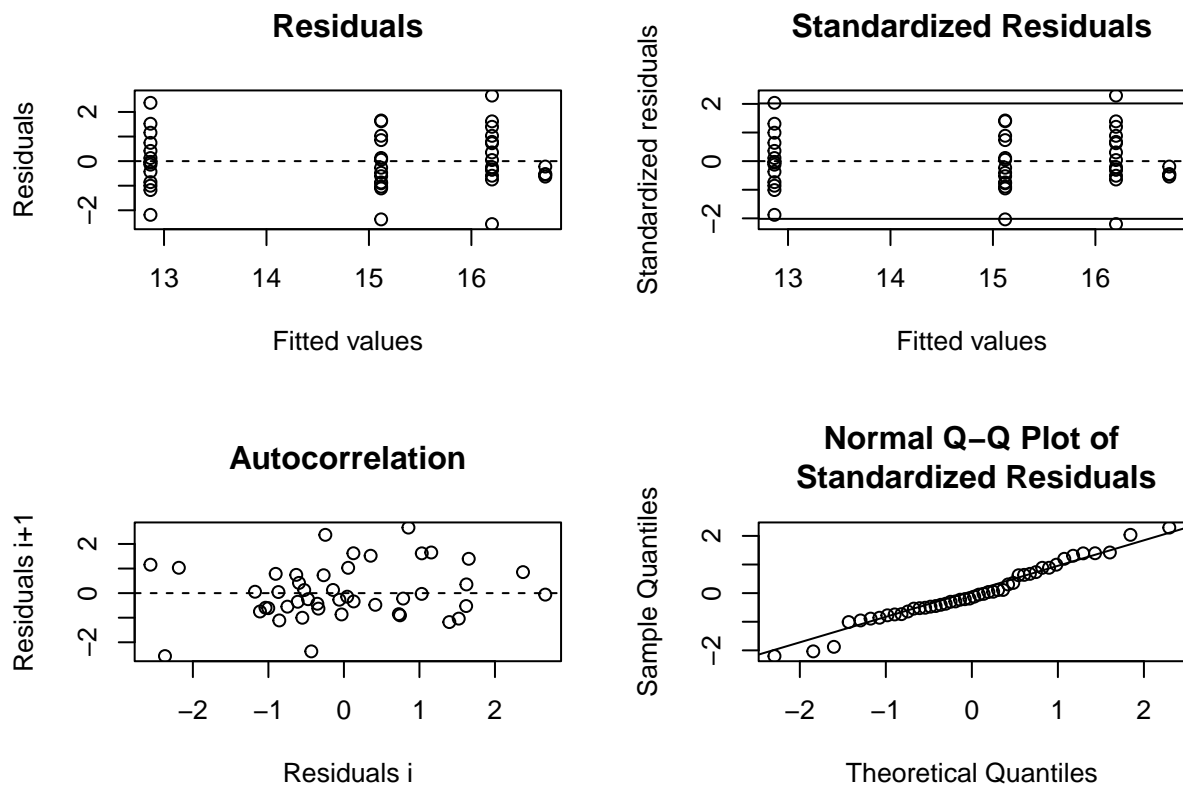 Residuals
Residuals
2
0
−2
13
14
15
16
Fitted values
Standardized Residuals
Standardized residuals
2
0
−2
13
14
15
16
Fitted values
Autocorrelation
Residuals i+1
2
0
−2
−2
−1
0
1
2
Residuals i
Normal Q−Q Plot of
Standardized Residuals
Sample Quantiles
2
0
−2
−2
−1
0
1
2
Theoretical Quantiles